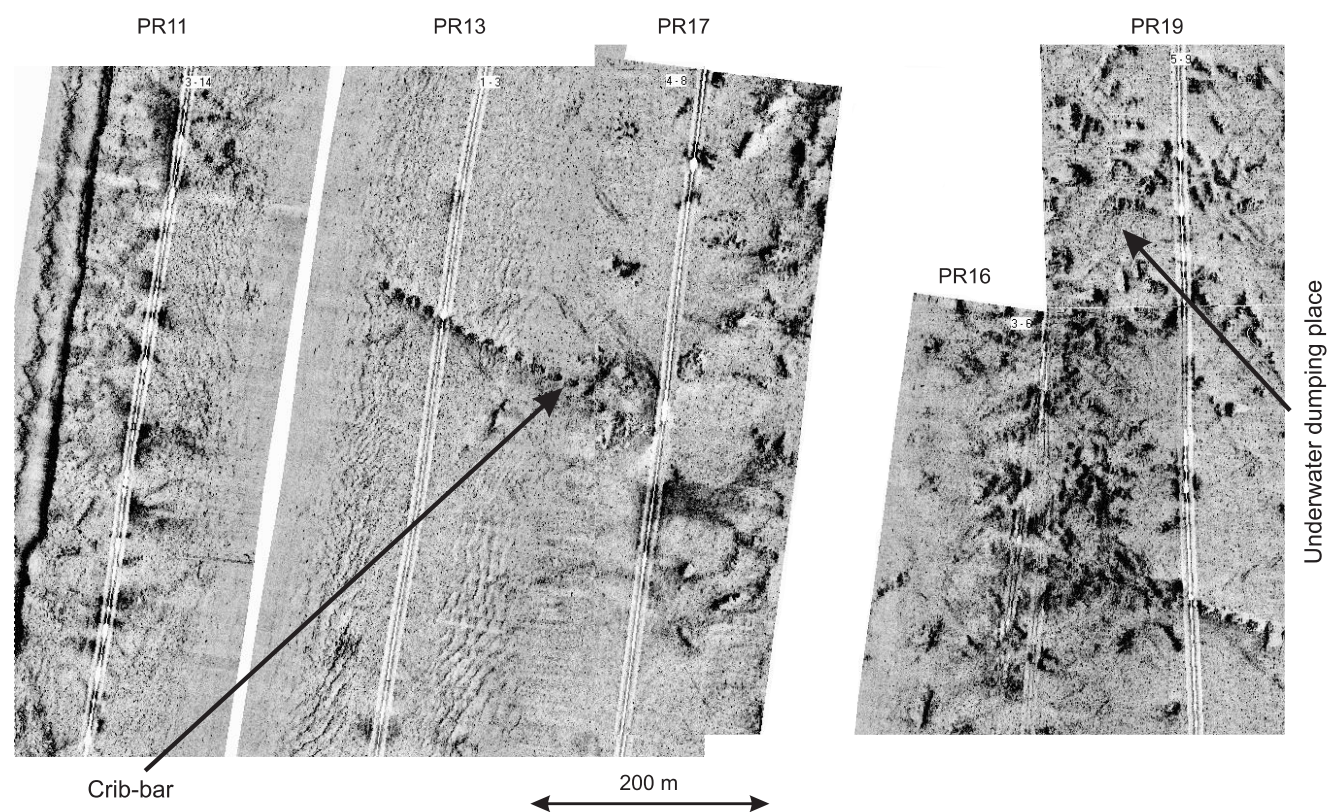 PR11
PR13
PR17
PR19
3-14
1-3
4-8
5-9
PR16
3-6
Underwater dumping place
Crib-bar
200 m